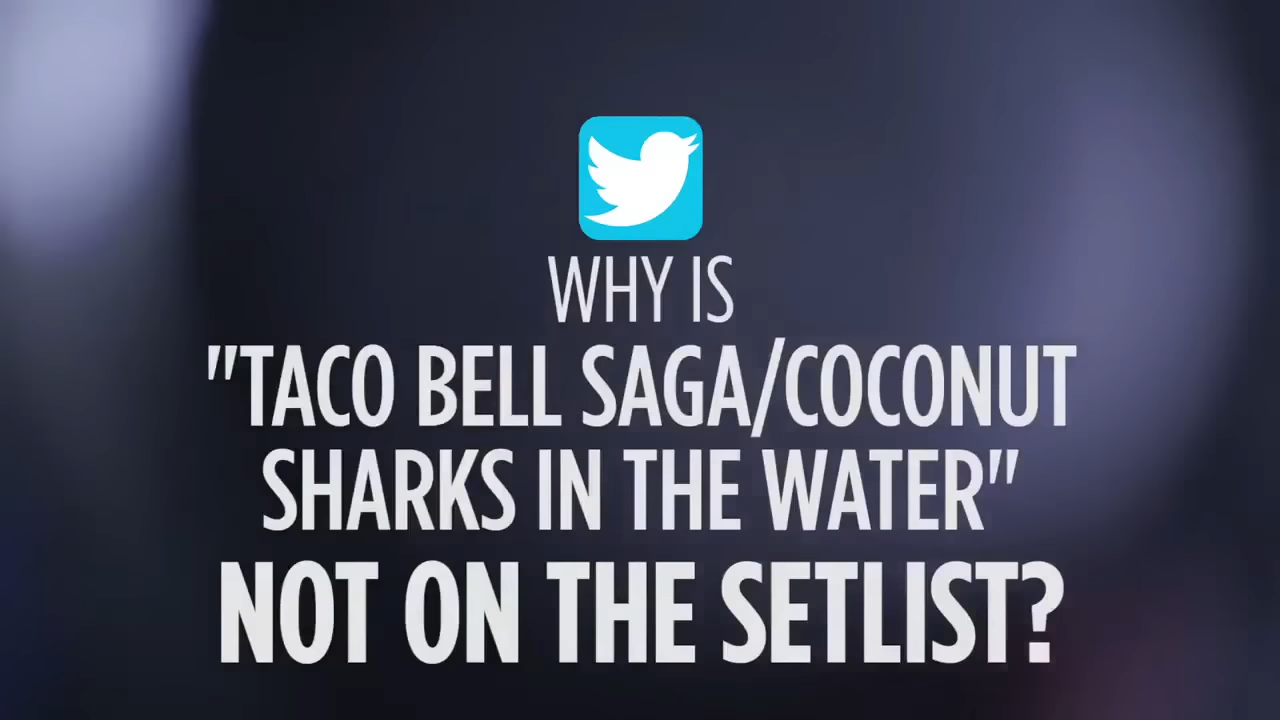 WHY IS
"TACO BELL SAGA/COCONUT
SHARKS IN THE WATER"
NOT ON THE SETLIST?